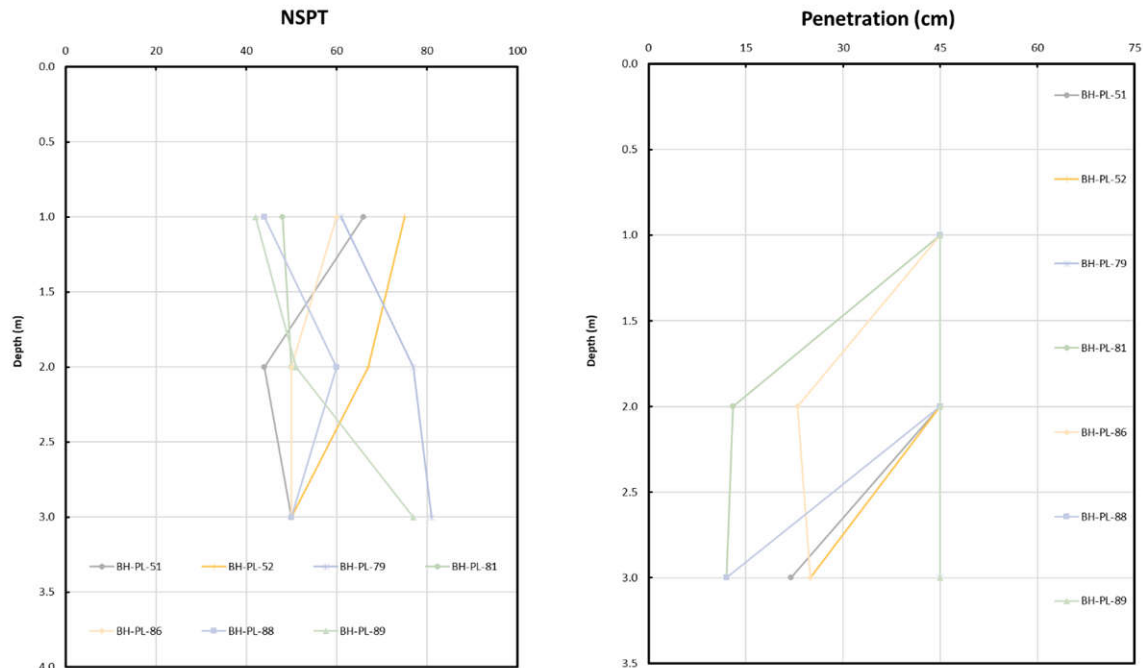 NSPT
0 20 40 60 80 100
0.0
0.5
1.0
1.5
2.0
2.5
3.0
3.5
4.0
Depth (m)
BH-PL-51 BH-PL-52 BH-PL-79 BH-PL-81
BH-PL-86 BH-PL-88 BH-PL-89
Penetration (cm)
0 15 30 45 60 75
0.0
0.5
1.0
1.5
2.0
2.5
3.0
3.5
Depth (m)
BH-PL-51
BH-PL-52
BH-PL-79
BH-PL-81
BH-PL-86
BH-PL-88
BH-PL-89